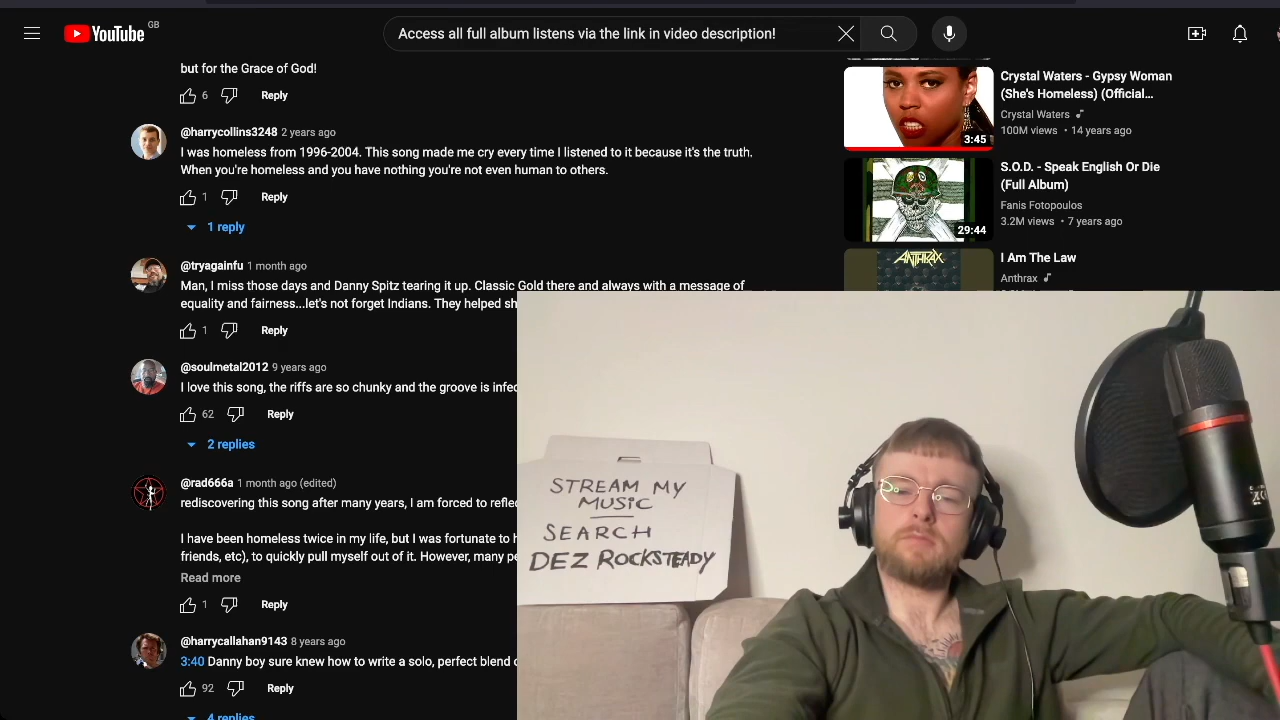 YouTube GB
Access all full album listens via the link in video description!
but for the Grace of God!
6 Reply
@harrycollins3248 2 years ago
I was homeless from 1996-2004. This song made me cry every time I listened to it because it's the truth.
When you're homeless and you have nothing you're not even human to others.
1 Reply
1 reply
@tryagainfu 1 month ago
Man, I miss those days and Danny Spitz tearing it up. Classic Gold there and always with a message of
equality and fairness...let's not forget Indians. They helped sh
1 Reply
@soulmetal2012 9 years ago
I love this song, the riffs are so chunky and the groove is infec
62 Reply
2 replies
@rad666a 1 month ago (edited)
rediscovering this song after many years, I am forced to refle
I have been homeless twice in my life, but I was fortunate to h
friends, etc), to quickly pull myself out of it. However, many pe
Read more
1 Reply
@harrycallahan9143 8 years ago
3:40 Danny boy sure knew how to write a solo, perfect blend
92 Reply
4 replies
Crystal Waters - Gypsy Woman
(She's Homeless) (Official...
Crystal Waters
100M views • 14 years ago
3:45
S.O.D. - Speak English Or Die
(Full Album)
Fanis Fotopoulos
3.2M views • 7 years ago
29:44
ANTHRAX
I Am The Law
Anthrax
STREAM MY
MUSIC
SEARCH
DEZ ROCKSTEADY